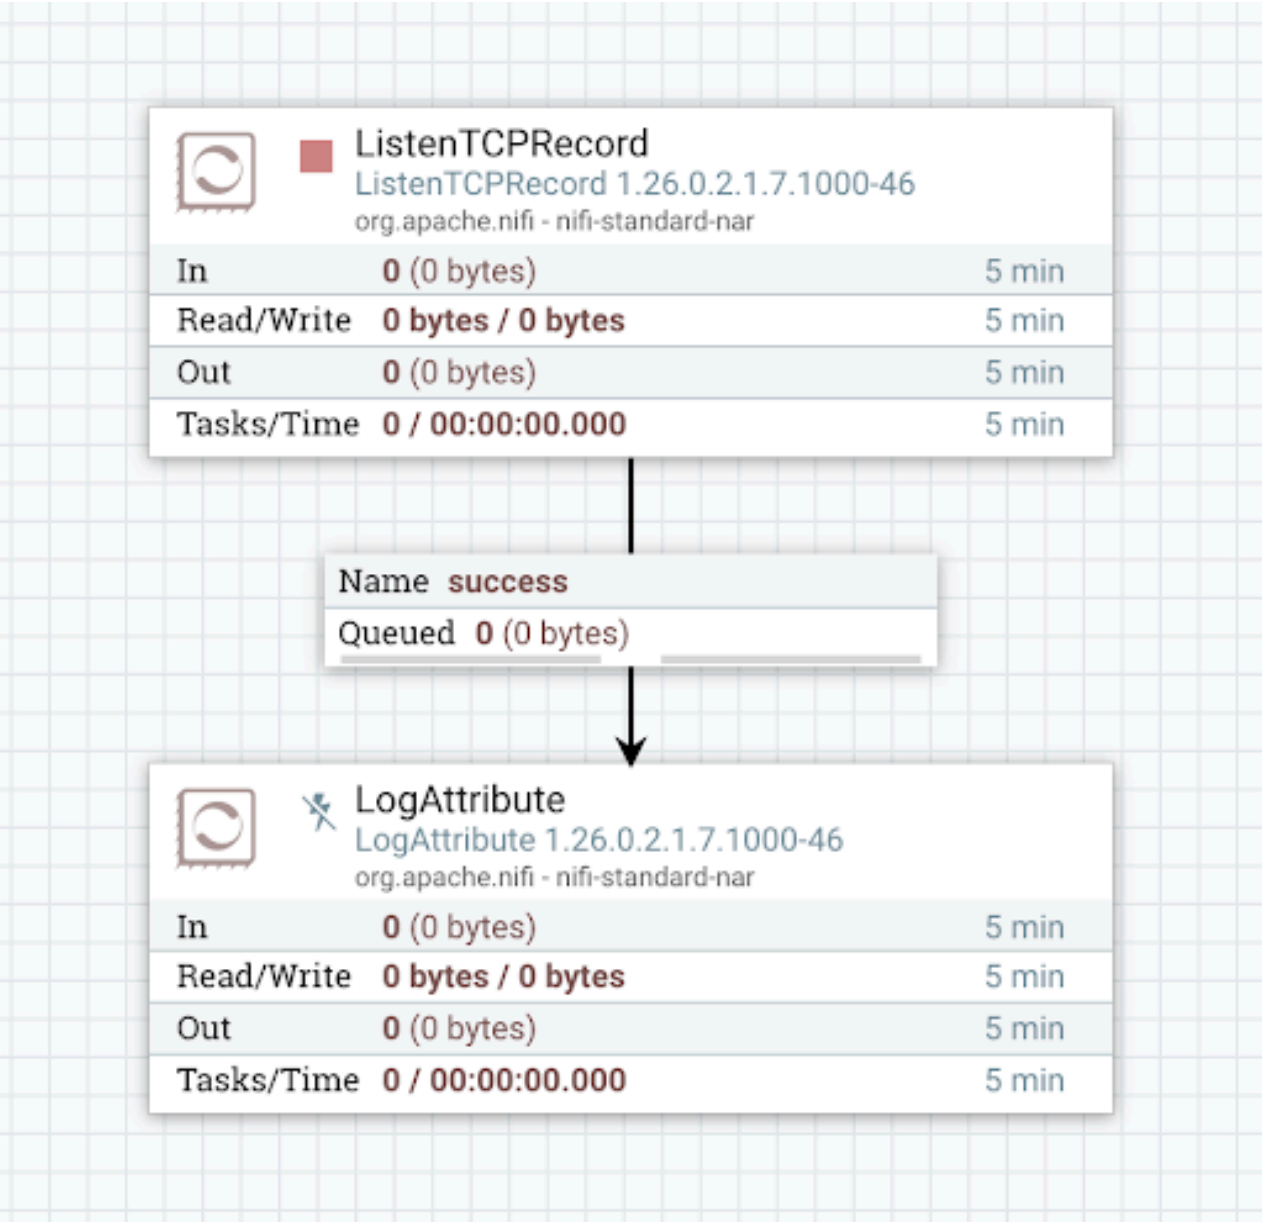 ListenTCPRecord
ListenTCPRecord 1.26.0.2.1.7.1000-46
org.apache.nifi - nifi-standard-nar
In 0 (0 bytes) 5 min
Read/Write 0 bytes / 0 bytes 5 min
Out 0 (0 bytes) 5 min
Tasks/Time 0 / 00:00:00.000 5 min
Name success
Queued 0 (0 bytes)
LogAttribute
LogAttribute 1.26.0.2.1.7.1000-46
org.apache.nifi - nifi-standard-nar
In 0 (0 bytes) 5 min
Read/Write 0 bytes / 0 bytes 5 min
Out 0 (0 bytes) 5 min
Tasks/Time 0 / 00:00:00.000 5 min